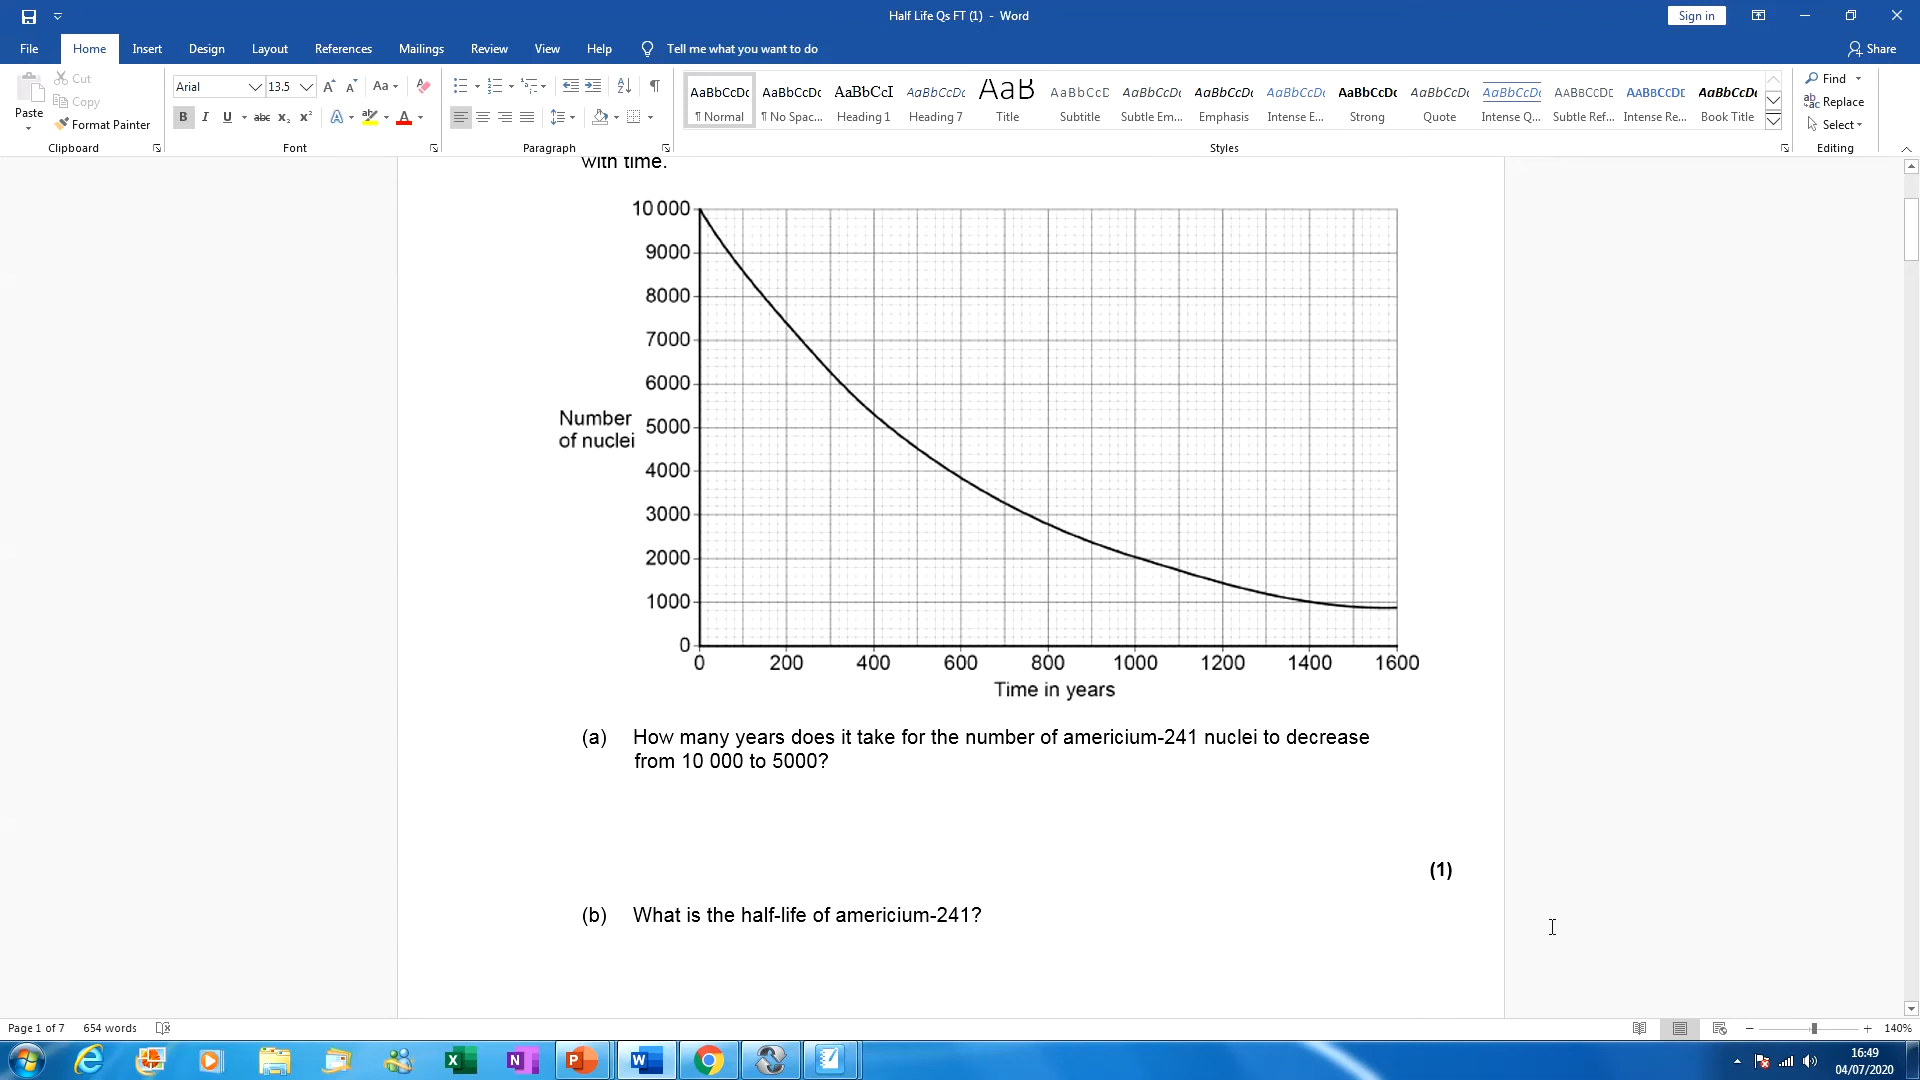 Half Life Qs FT (1) - Word
Sign in
File Home Insert Design Layout References Mailings Review View Help Tell me what you want to do
Share
Paste
Cut
Copy
Format Painter
Clipboard
Arial 13.5
Font
Paragraph
AaBbCcDc AaBbCcDc AaBbCcI AaBbCcDc AaB AaBbCcD AaBbCcDc AaBbCcDc AaBbCcDc AaBbCcDc AaBbCcDc AaBbCcDc AABBCCDE AABBCCDE AaBbCcDc
¶ Normal ¶ No Spac... Heading 1 Heading 7 Title Subtitle Subtle Em... Emphasis Intense E... Strong Quote Intense Q... Subtle Ref... Intense Re... Book Title
Styles
Find
Replace
Select
Editing
with time.
10 000
9000
8000
7000
6000
5000
4000
3000
2000
1000
0
Number
of nuclei
0 200 400 600 800 1000 1200 1400 1600
Time in years
(a) How many years does it take for the number of americium-241 nuclei to decrease
from 10 000 to 5000?
(1)
(b) What is the half-life of americium-241?
Page 1 of 7 654 words
140%
16:49
04/07/2020